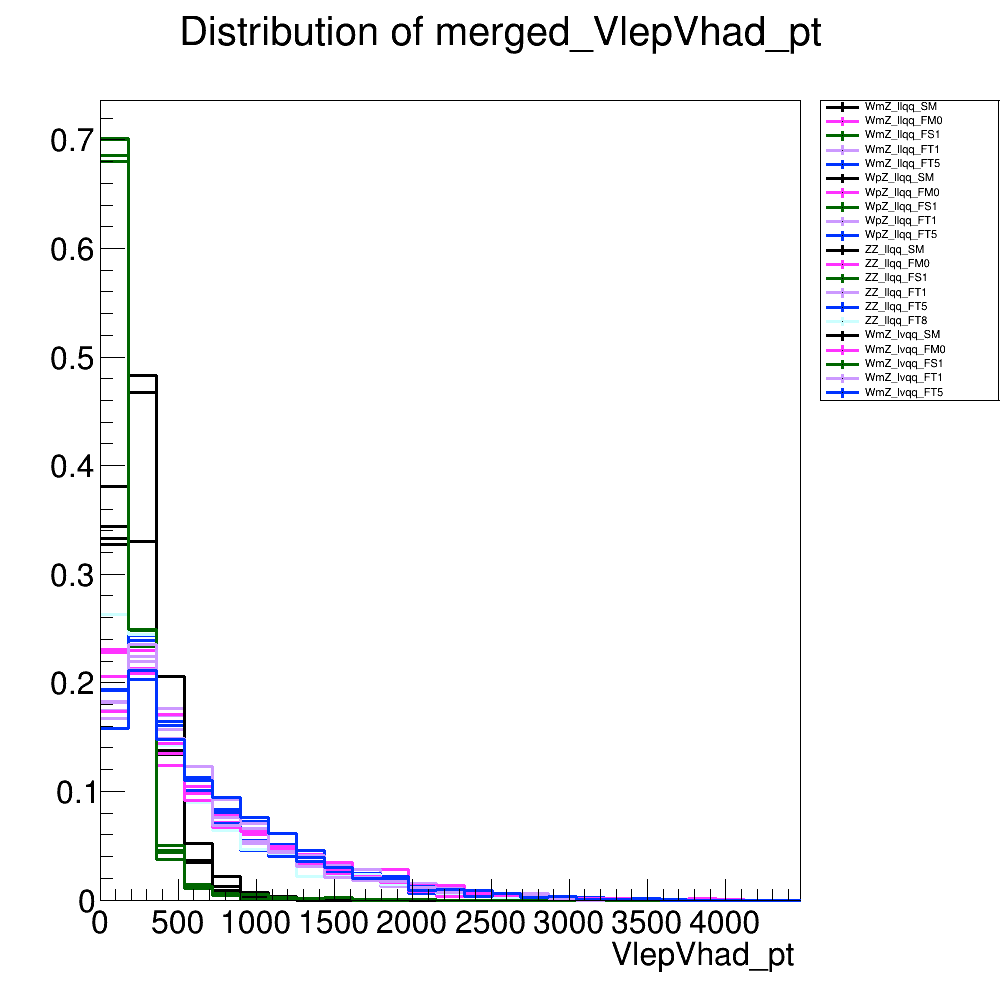 Distribution of merged_VlepVhad_pt
WmZ_llqq_SM
WmZ_llqq_FM0
WmZ_llqq_FS1
WmZ_llqq_FT1
WmZ_llqq_FT5
WpZ_llqq_SM
WpZ_llqq_FM0
WpZ_llqq_FS1
WpZ_llqq_FT1
WpZ_llqq_FT5
ZZ_llqq_SM
ZZ_llqq_FM0
ZZ_llqq_FS1
ZZ_llqq_FT1
ZZ_llqq_FT5
ZZ_llqq_FT8
WmZ_lvqq_SM
WmZ_lvqq_FM0
WmZ_lvqq_FS1
WmZ_lvqq_FT1
WmZ_lvqq_FT5
0.7
0.6
0.5
0.4
0.3
0.2
0.1
0
0 500 1000 1500 2000 2500 3000 3500 4000
VlepVhad_pt